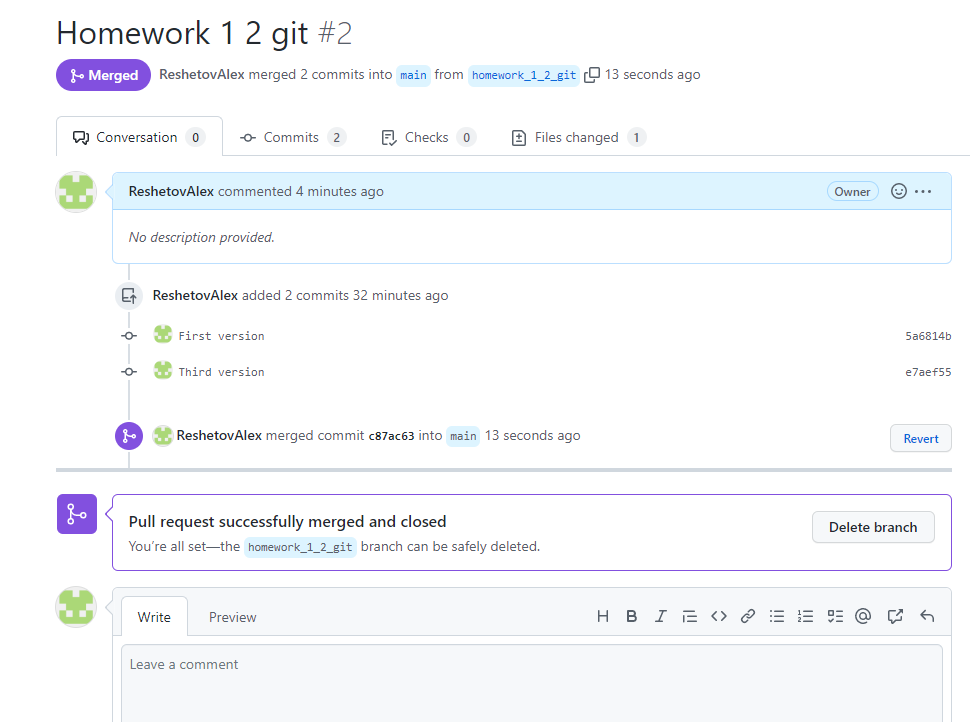 Homework 1 2 git #2
Merged ReshetovAlex merged 2 commits into main from homework_1_2_git 13 seconds ago
Conversation 0 Commits 2 Checks 0 Files changed 1
ReshetovAlex commented 4 minutes ago Owner
No description provided.
ReshetovAlex added 2 commits 32 minutes ago
First version 5a6814b
Third version e7aef55
ReshetovAlex merged commit c87ac63 into main 13 seconds ago Revert
Pull request successfully merged and closed
You're all set—the homework_1_2_git branch can be safely deleted.
Delete branch
Write Preview
Leave a comment